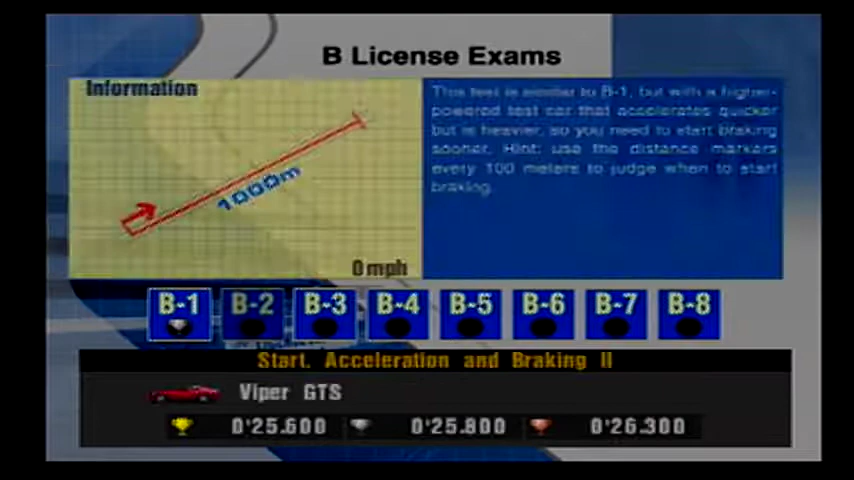 B License Exams
Information
This test is similar to B-1, but with a higher-
powered test car that accelerates quicker
but is heavier, so you need to start braking
sooner. Hint: use the distance markers
every 100 meters to judge when to start
braking.
1000m
0mph
B-1 B-2 B-3 B-4 B-5 B-6 B-7 B-8
Start, Acceleration and Braking II
Viper GTS
0'25.600 0'25.800 0'26.300